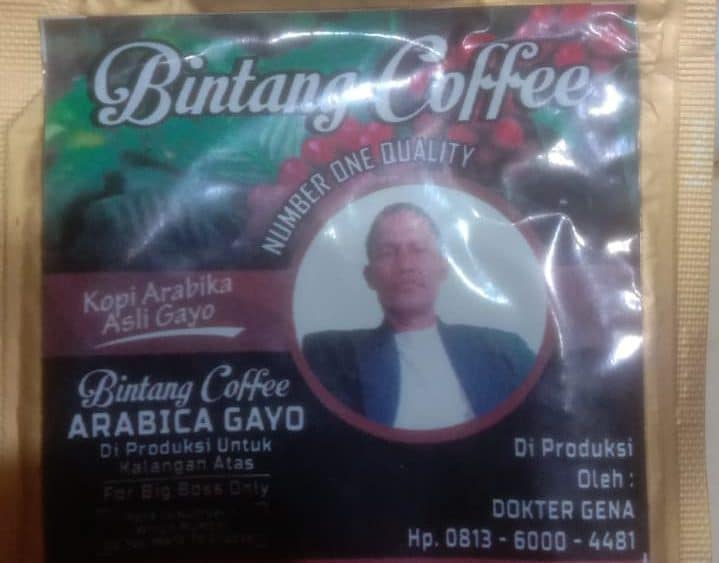 Bintang Coffee
NUMBER ONE QUALITY
Kopi Arabika
Asli Gayo
Bintang Coffee
ARABICA GAYO
Di Produksi Untuk
Kalangan Atas
For Big Boss Only
Di Produksi
Oleh :
DOKTER GENA
Hp. 0813 - 6000 - 4481